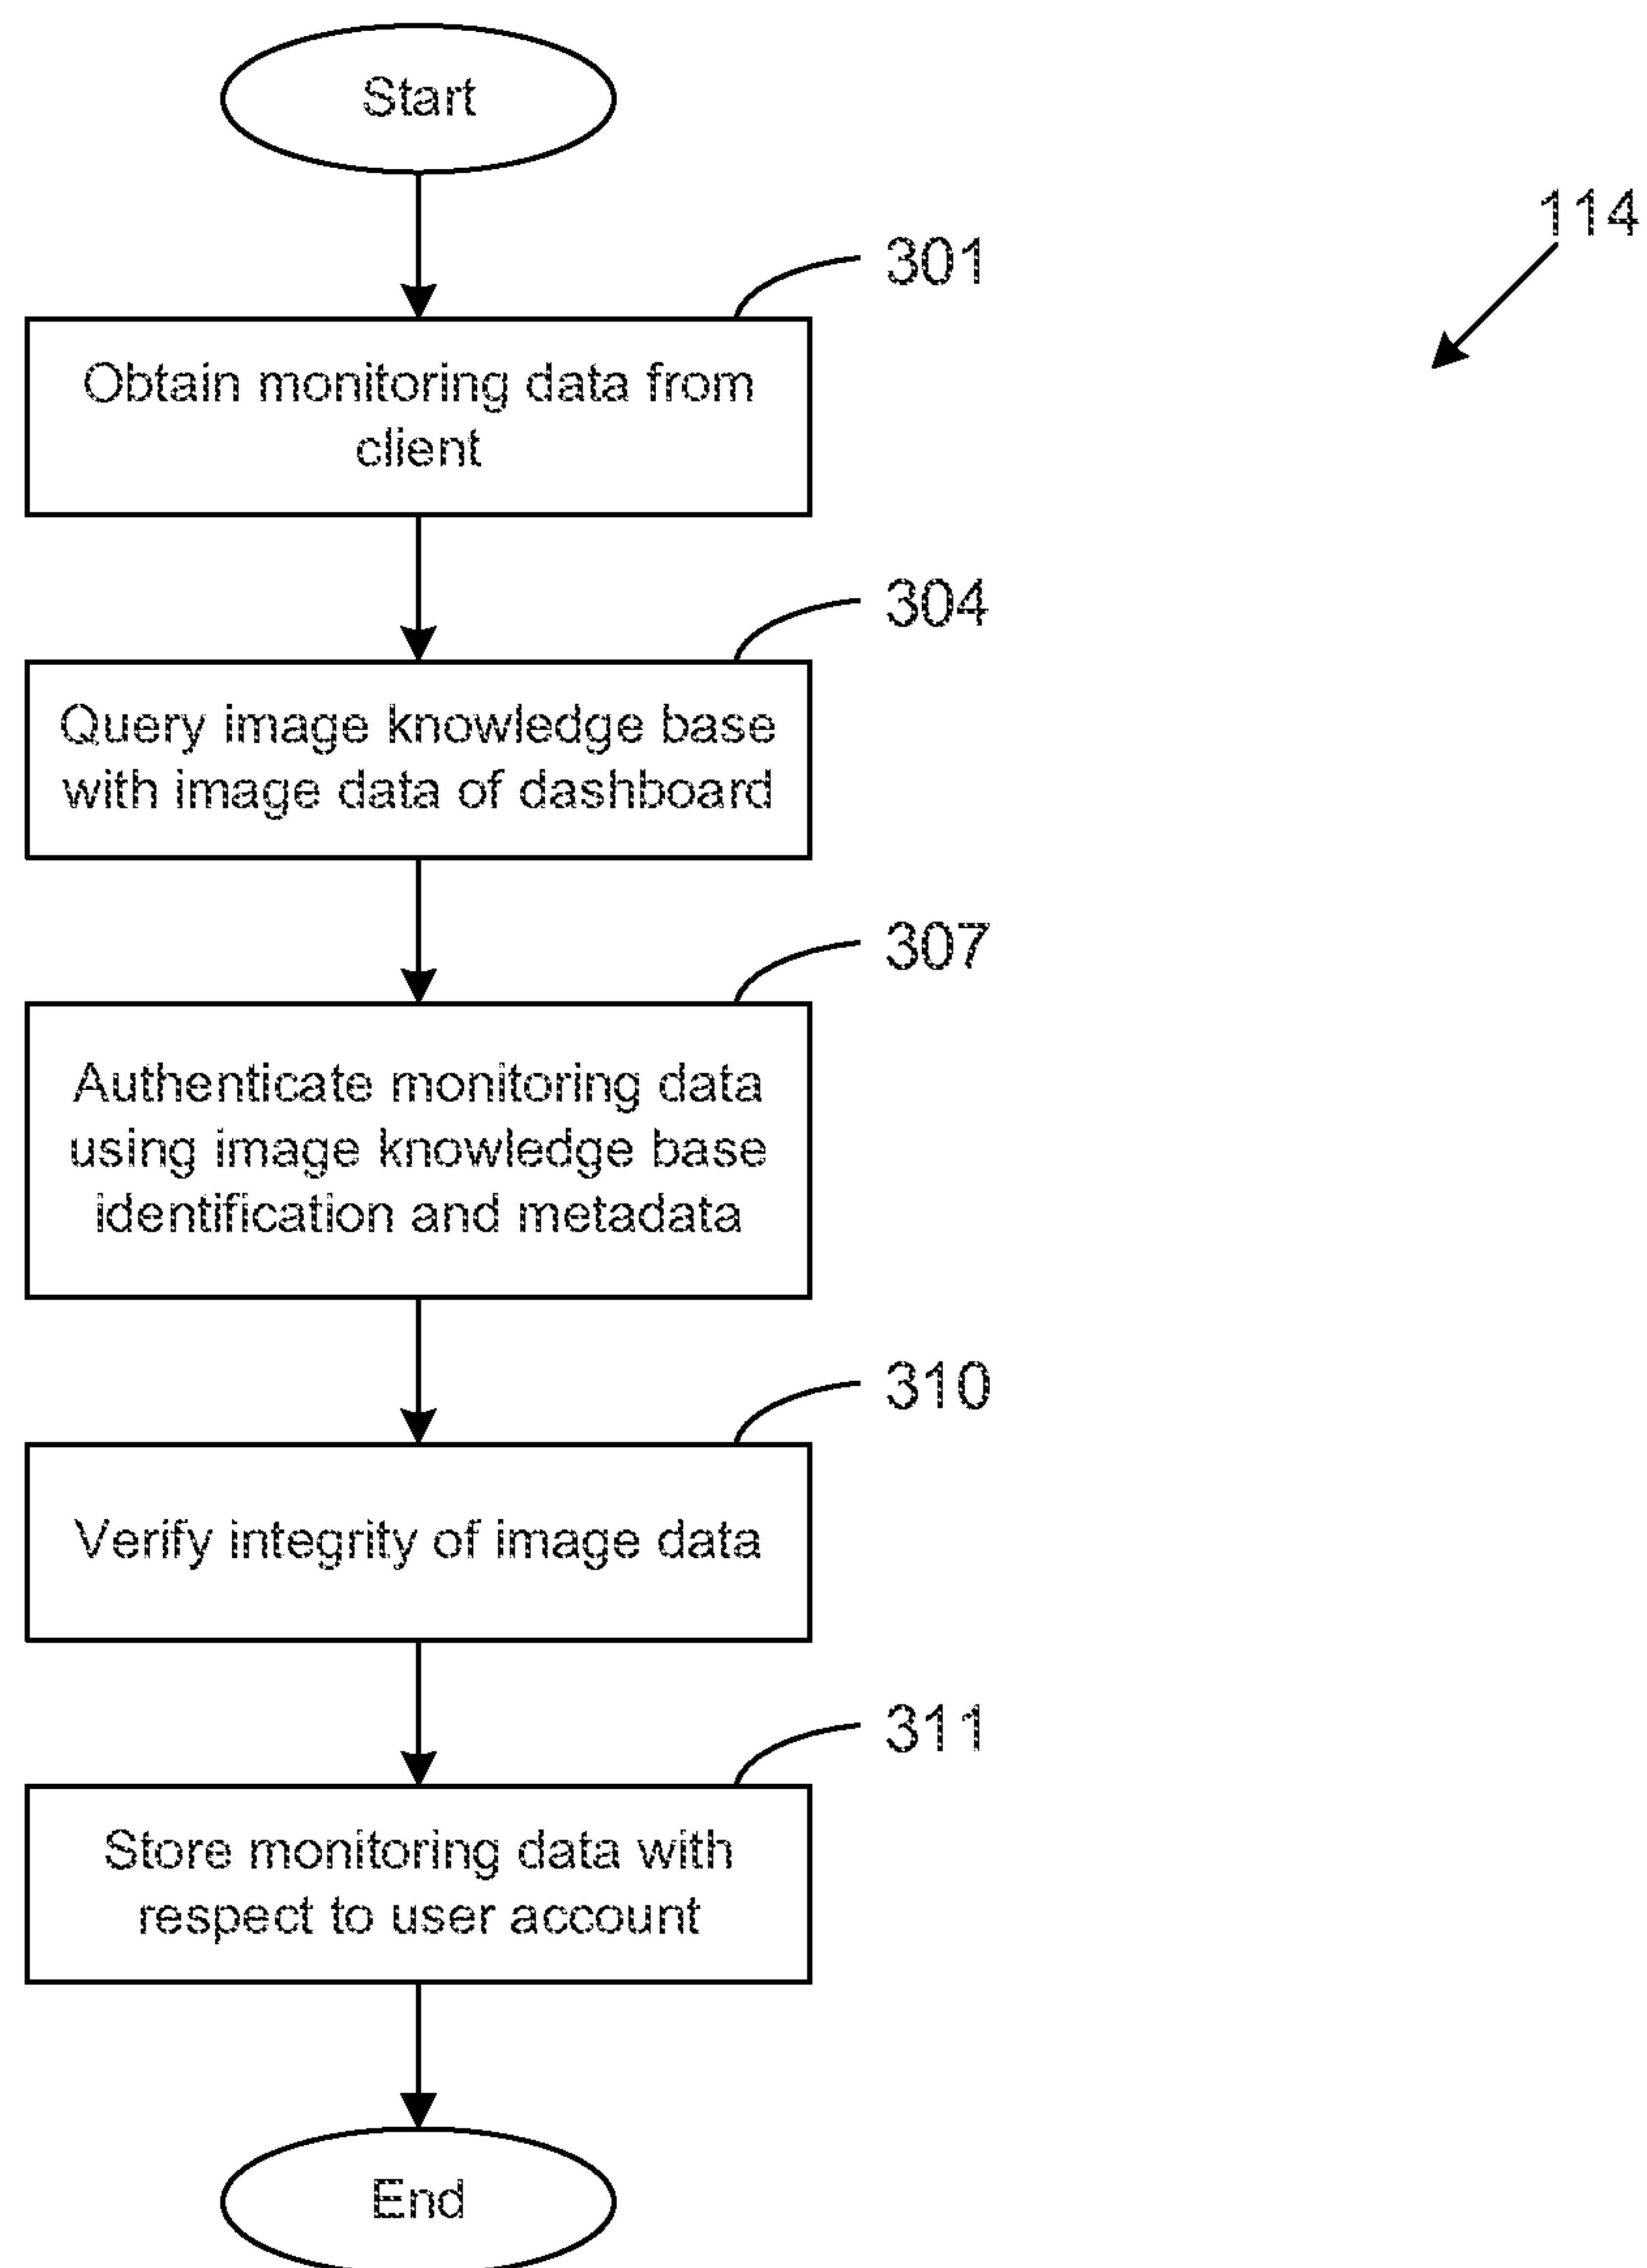 Start
114
301
Obtain monitoring data from
client
304
Query image knowledge base
with image data of dashboard
307
Authenticate monitoring data
using image knowledge base
identification and metadata
310
Verify integrity of image data
311
Store monitoring data with
respect to user account
End